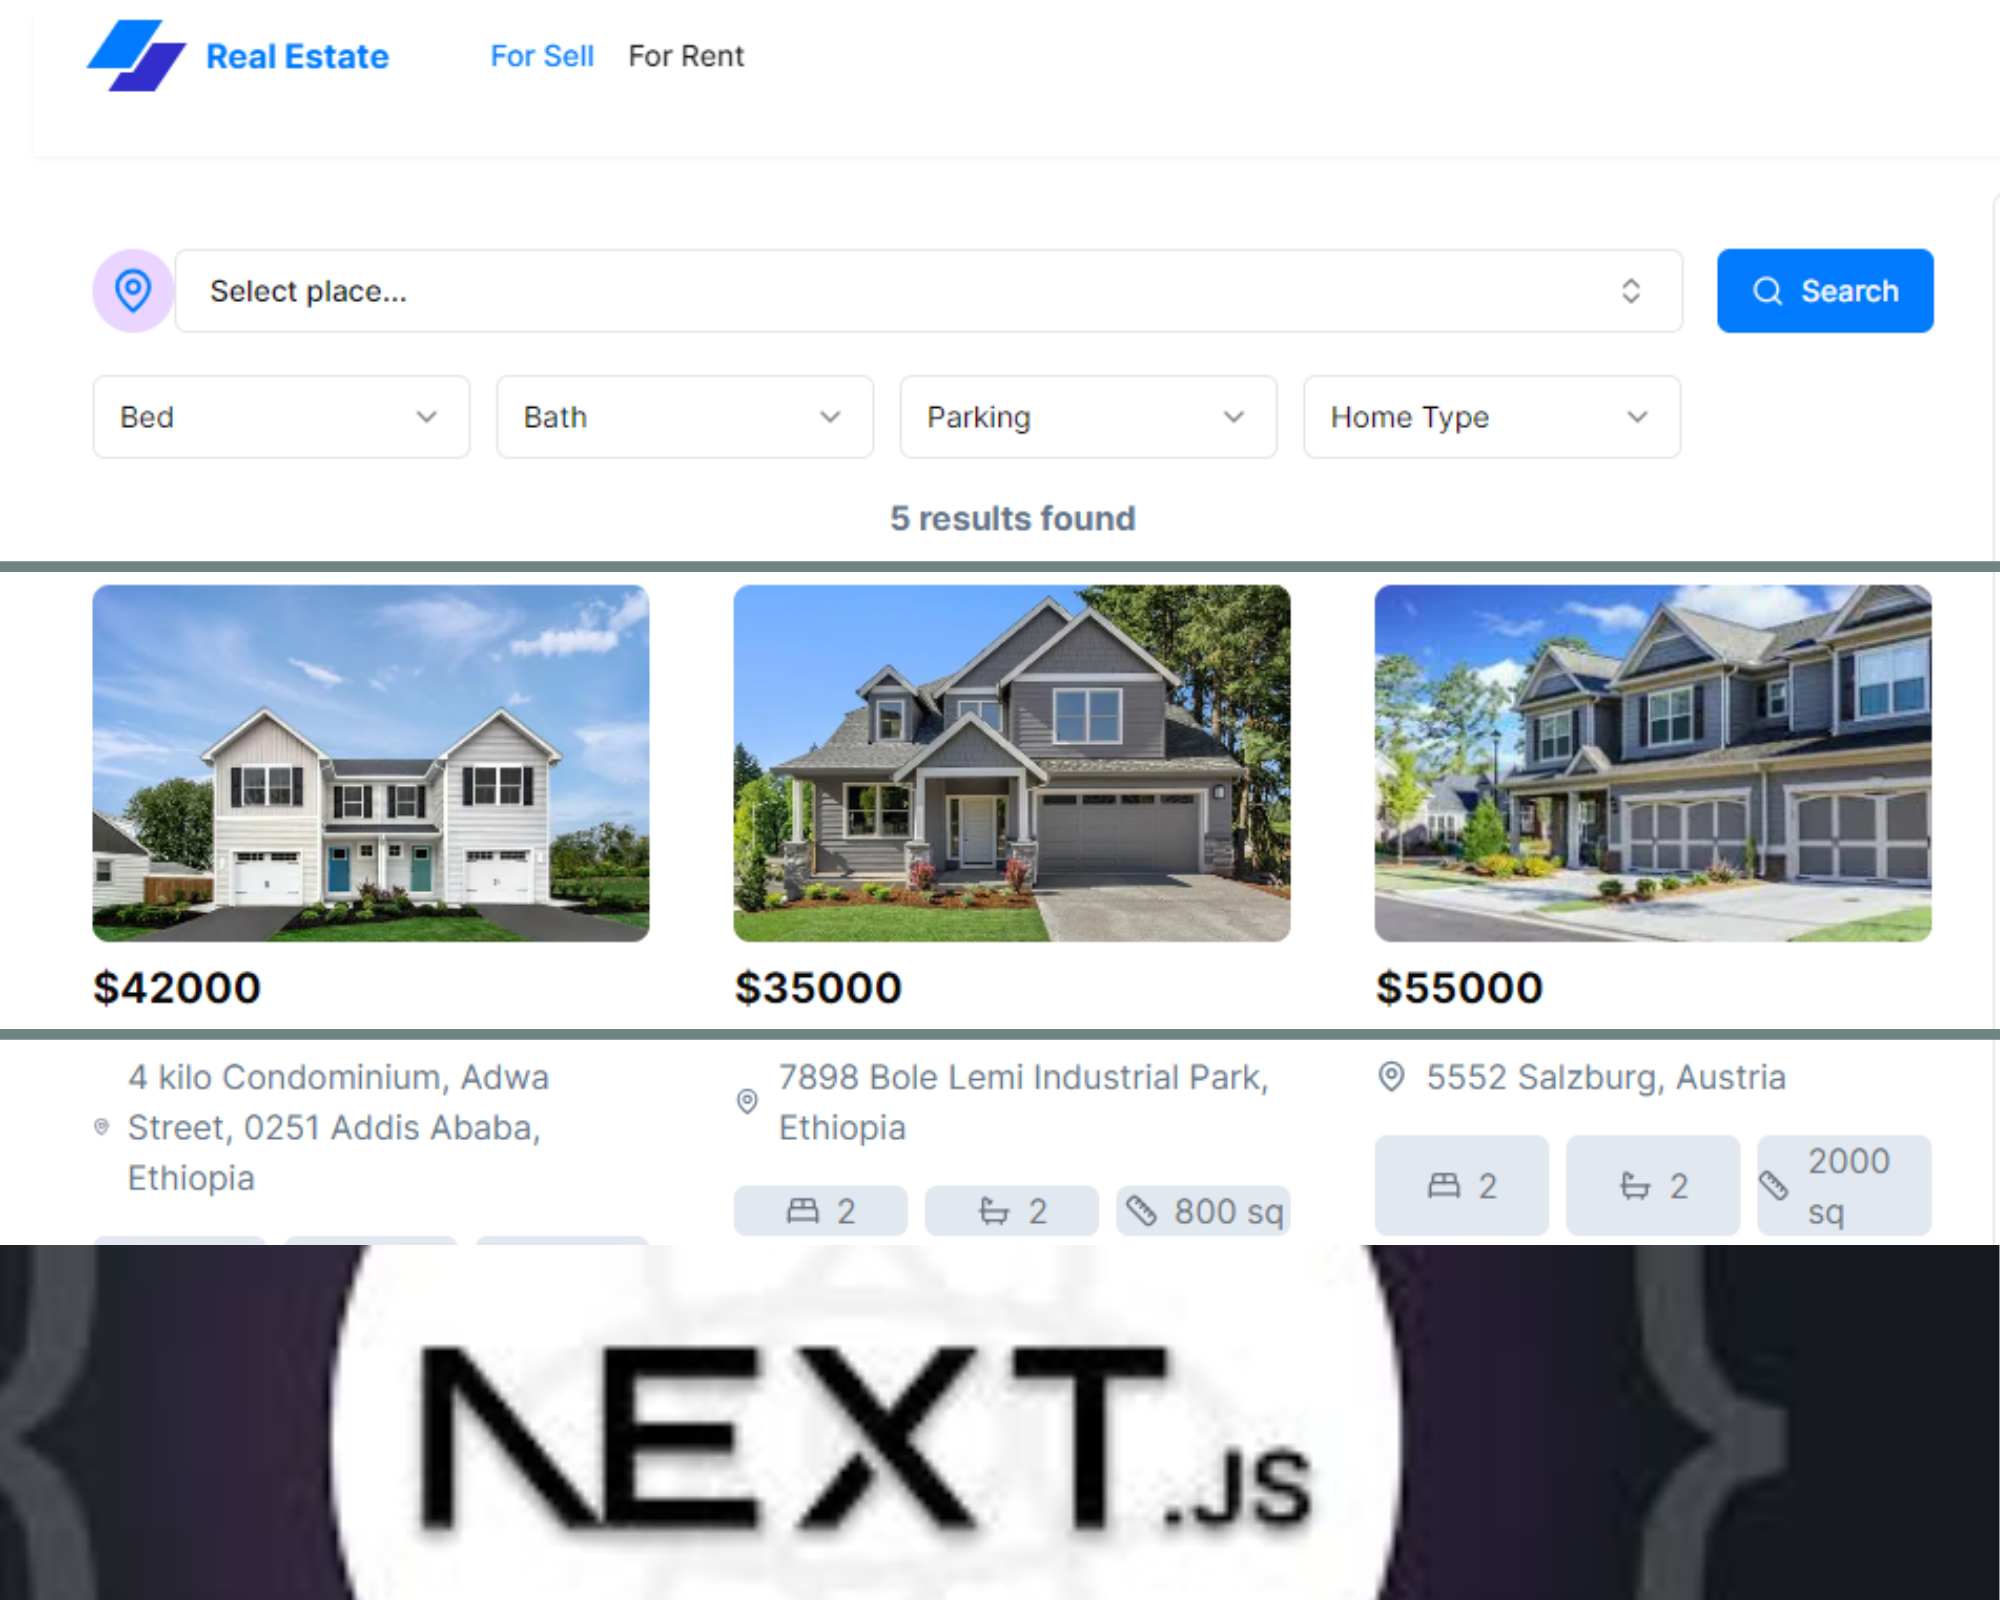 Real Estate
For Sell
For Rent
Select place...
Search
Bed
Bath
Parking
Home Type
5 results found
$42000
$35000
$55000
4 kilo Condominium, Adwa
Street, 0251 Addis Ababa,
Ethiopia
7898 Bole Lemi Industrial Park,
Ethiopia
2
2
800 sq
5552 Salzburg, Austria
2
2
2000
sq
NEXT.JS